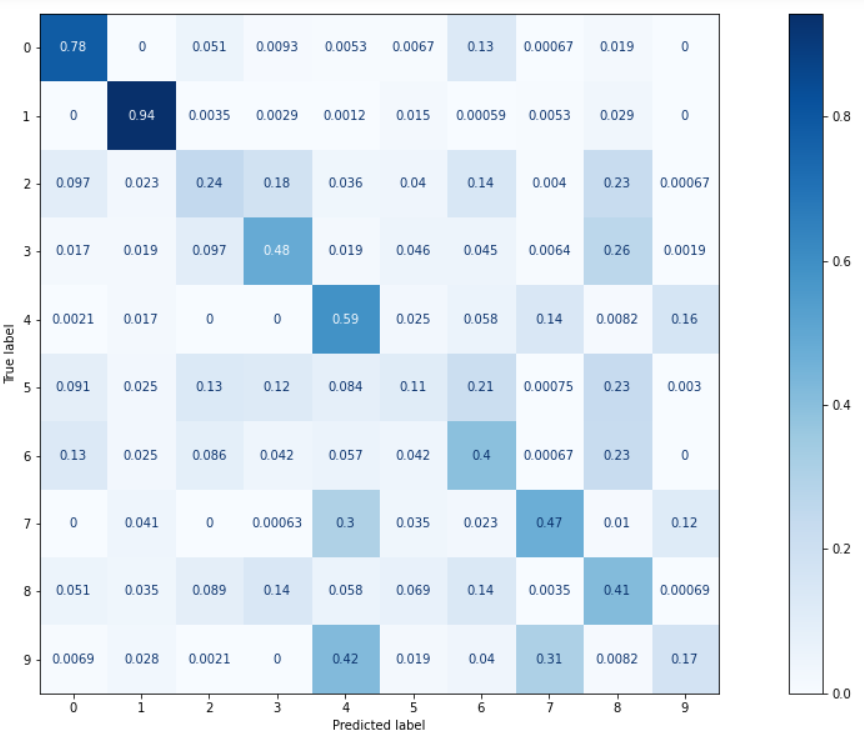 0 0.78 0 0.051 0.0093 0.0053 0.0067 0.13 0.00067 0.019 0
1 0 0.94 0.0035 0.0029 0.0012 0.015 0.00059 0.0053 0.029 0
0.8
2 0.097 0.023 0.24 0.18 0.036 0.04 0.14 0.004 0.23 0.00067
3 0.017 0.019 0.097 0.48 0.019 0.046 0.045 0.0064 0.26 0.0019
0.6
4 0.0021 0.017 0 0 0.59 0.025 0.058 0.14 0.0082 0.16
True label
5 0.091 0.025 0.13 0.12 0.084 0.11 0.21 0.00075 0.23 0.003
0.4
6 0.13 0.025 0.086 0.042 0.057 0.042 0.4 0.00067 0.23 0
7 0 0.041 0 0.00063 0.3 0.035 0.023 0.47 0.01 0.12
0.2
8 0.051 0.035 0.089 0.14 0.058 0.069 0.14 0.0035 0.41 0.00069
9 0.0069 0.028 0.0021 0 0.42 0.019 0.04 0.31 0.0082 0.17
0.0
0 1 2 3 4 5 6 7 8 9
Predicted label